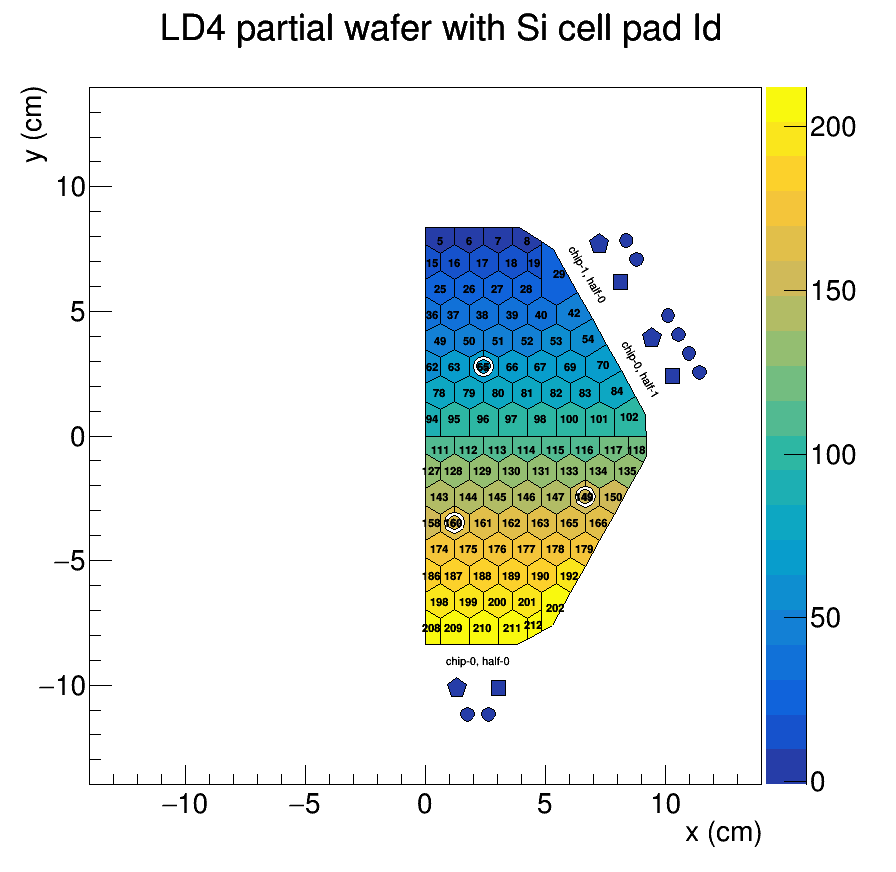 LD4 partial wafer with Si cell pad Id
y (cm)
10
5
0
−5
−10
−10 −5 0 5 10
x (cm)
200
150
100
50
0
5 6 7 8
15 16 17 18 19 29
25 26 27 28
36 37 38 39 40 42
49 50 51 52 53 54
62 63 65 66 67 69 70
78 79 80 81 82 83 84
94 95 96 97 98 100 101 102
111 112 113 114 115 116 117 118
127 128 129 130 131 133 134 135
143 144 145 146 147 149 150
158 160 161 162 163 165 166
174 175 176 177 178 179
186 187 188 189 190 192
198 199 200 201 202
208 209 210 211 212
chip-1, half-0
chip-0, half-1
chip-0, half-0